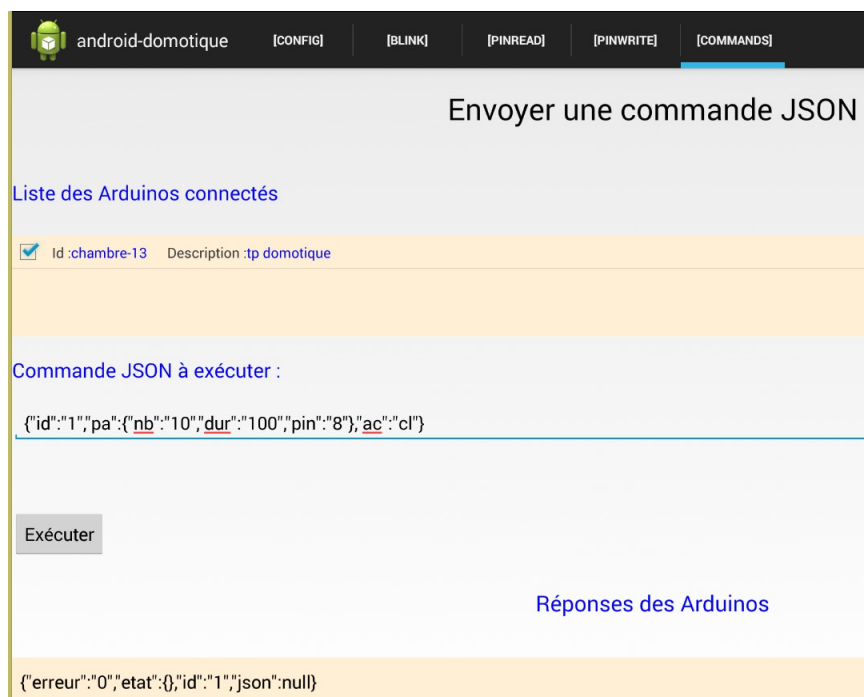 android-domotique [CONFIG] [BLINK] [PINREAD] [PINWRITE] [COMMANDS]
Envoyer une commande JSON
Liste des Arduinos connectés
Id :chambre-13 Description :tp domotique
Commande JSON à exécuter :
{"id":"1","pa":{"nb":"10","dur":"100","pin":"8"},"ac":"cl"}
Exécuter
Réponses des Arduinos
{"erreur":"0","etat":{},"id":"1","json":null}